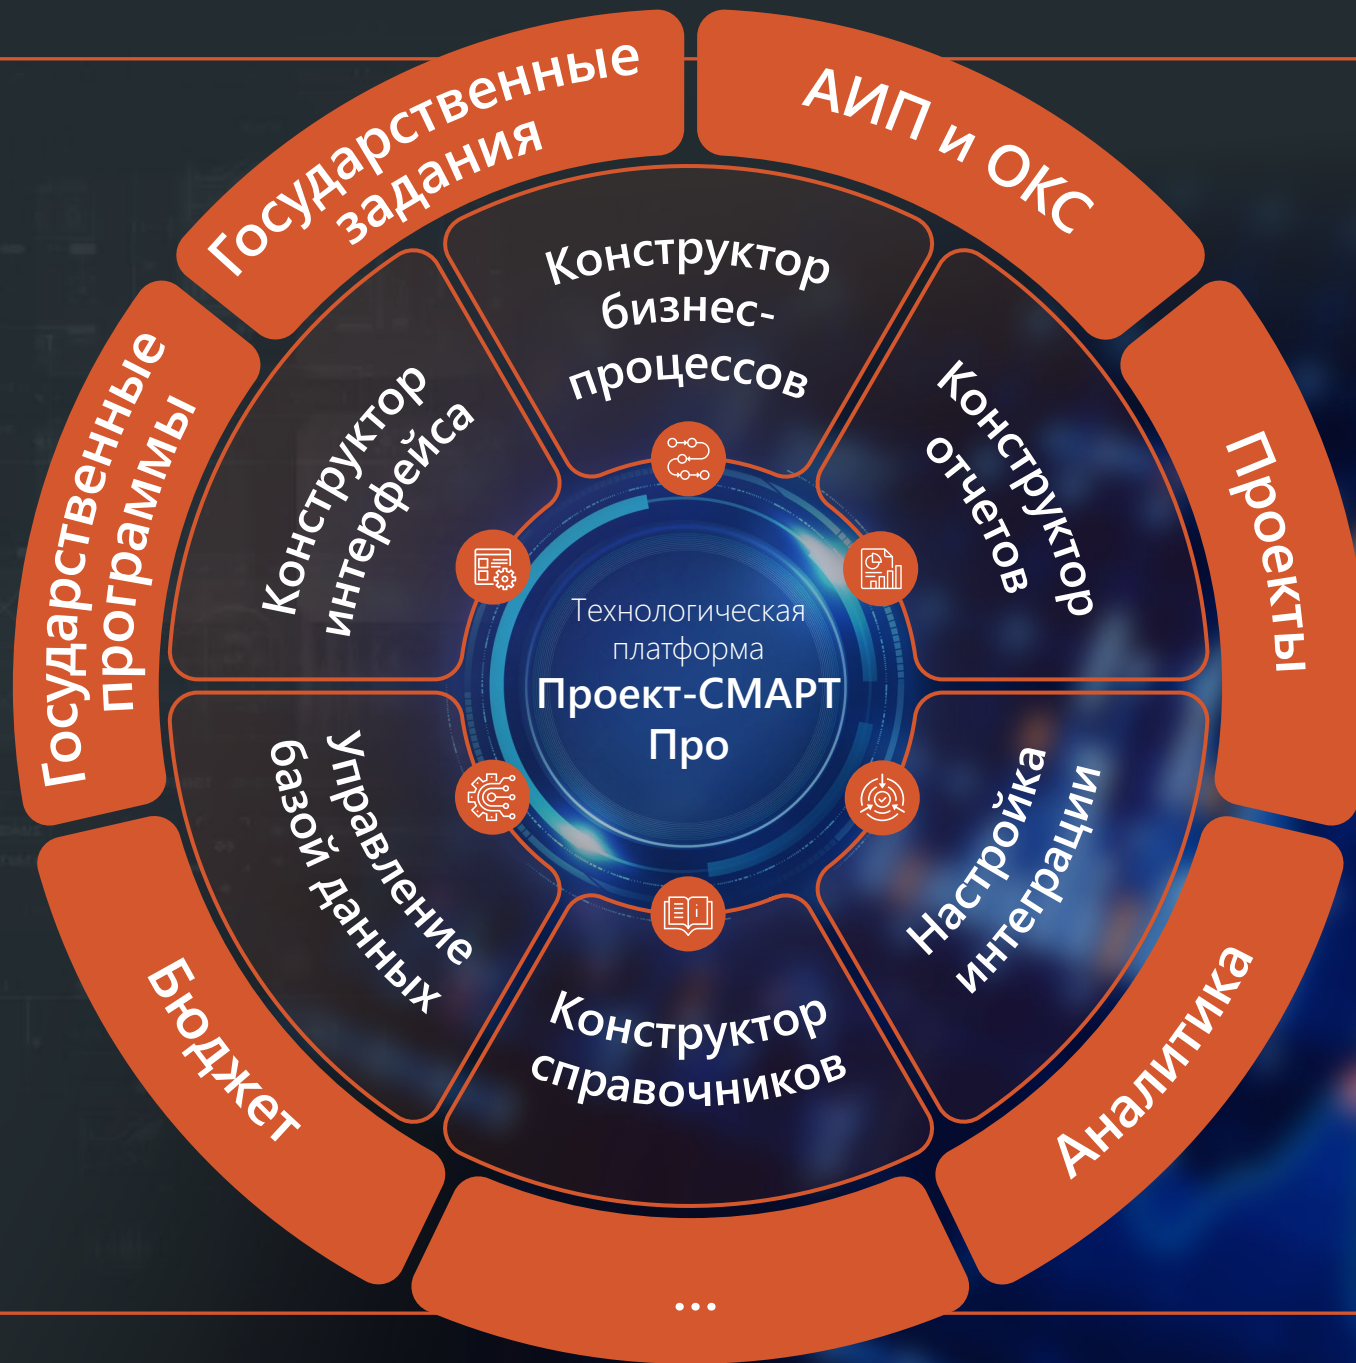 Государственные
задания
АИП и ОКС
Проекты
Аналитика
...
Бюджет
Государственные
программы
Конструктор
бизнес-
процессов
Конструктор
отчетов
Настройка
интеграции
Конструктор
справочников
Управление
базой данных
Конструктор
интерфейса
Технологическая
платформа
Проект-СМАРТ
Про